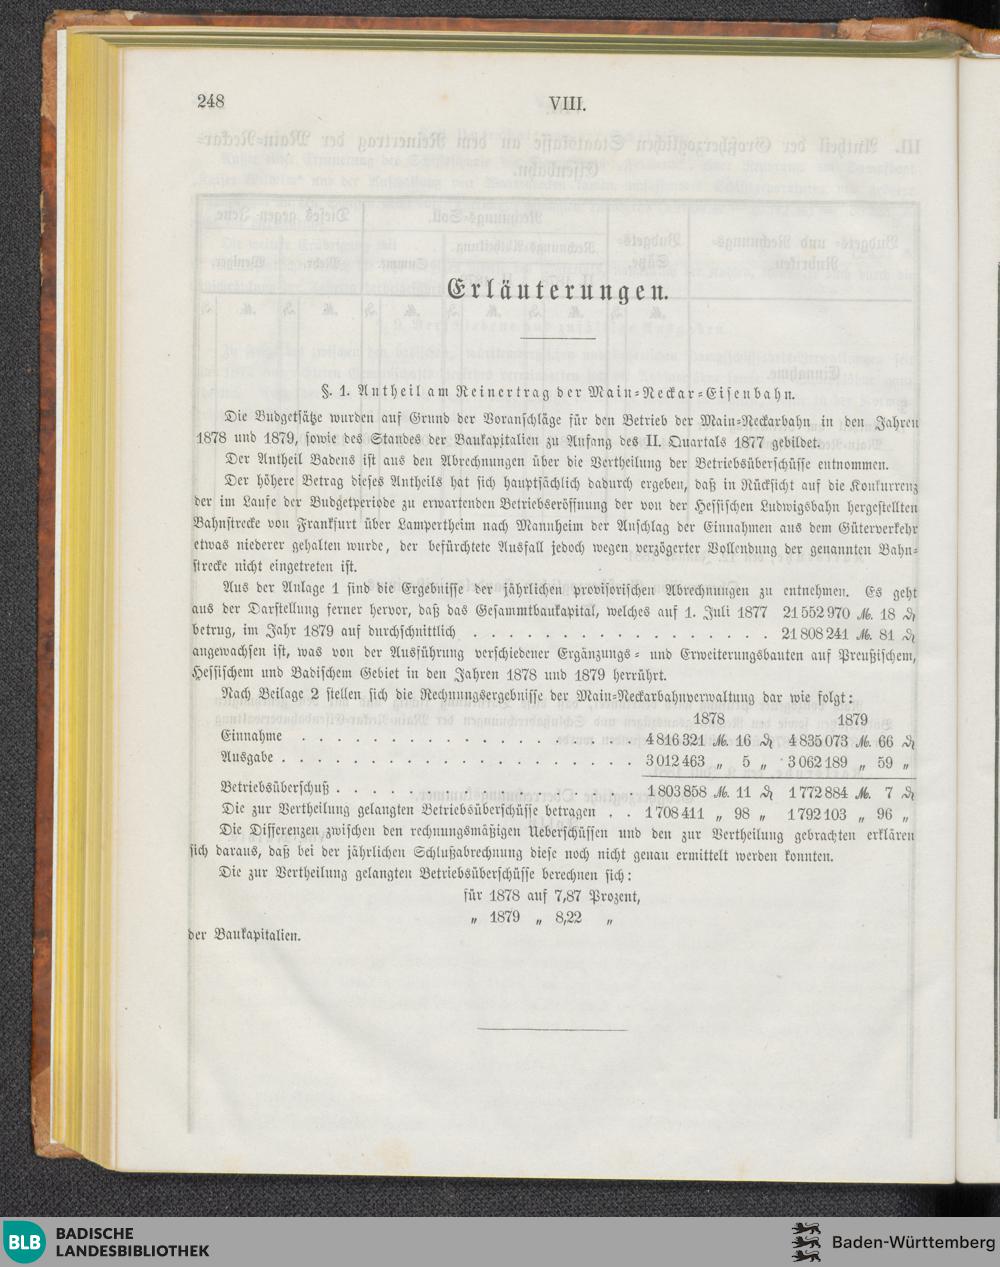 248
VIII.
Erläuterungen.
§. 1. Antheil am Reinertrag der Main-Neckar-Eisenbahn.
Die Budgetsätze wurden auf Grund der Voranschläge für den Betrieb der Main-Neckarbahn in den Jahren
1878 und 1879, sowie des Standes der Baukapitalien zu Anfang des II. Quartals 1877 gebildet.
Der Antheil Badens ist aus den Abrechnungen über die Vertheilung der Betriebsüberschüsse entnommen.
Der höhere Betrag dieses Antheils hat sich hauptsächlich dadurch ergeben, daß in Rücksicht auf die Konkurrenz
der im Laufe der Budgetperiode zu erwartenden Betriebseröffnung der von der Hessischen Ludwigsbahn hergestellten
Bahnstrecke von Frankfurt über Lampertheim nach Mannheim der Anschlag der Einnahmen aus dem Güterverkehr
etwas niederer gehalten wurde, der befürchtete Ausfall jedoch wegen verzögerter Vollendung der genannten Bahn-
strecke nicht eingetreten ist.
Aus der Anlage 1 sind die Ergebnisse der jährlichen provisorischen Abrechnungen zu entnehmen. Es geht
aus der Darstellung ferner hervor, daß das Gesammtbaukapital, welches auf 1. Juli 1877 21 552 970 ℳ. 18 ₰
betrug, im Jahr 1879 auf durchschnittlich . . . . . . . . . . . . . . . . 21 808 241 ℳ. 81 ₰
angewachsen ist, was von der Ausführung verschiedener Ergänzungs- und Erweiterungsbauten auf Preußischem,
Hessischem und Badischem Gebiet in den Jahren 1878 und 1879 herrührt.
Nach Beilage 2 stellen sich die Rechnungsergebnisse der Main-Neckarbahnverwaltung dar wie folgt:
1878 1879
Einnahme . . . . . . . . . . . . . . . . . . 4 816 321 ℳ. 16 ₰ 4 835 073 ℳ. 66 ₰
Ausgabe . . . . . . . . . . . . . . . . . . . 3 012 463 „ 5 „ 3 062 189 „ 59 „
Betriebsüberschuß . . . . . . . . . . . . . . . . 1 803 858 ℳ. 11 ₰ 1 772 884 ℳ. 7 ₰
Die zur Vertheilung gelangten Betriebsüberschüsse betragen . . 1 708 411 „ 98 „ 1 792 103 „ 96 „
Die Differenzen zwischen den rechnungsmäßigen Ueberschüssen und den zur Vertheilung gebrachten erklären
sich daraus, daß bei der jährlichen Schlußabrechnung diese noch nicht genau ermittelt werden konnten.
Die zur Vertheilung gelangten Betriebsüberschüsse berechnen sich:
für 1878 auf 7,87 Prozent,
„ 1879 „ 8,22 „
der Baukapitalien.
BLB BADISCHE
LANDESBIBLIOTHEK
Baden-Württemberg